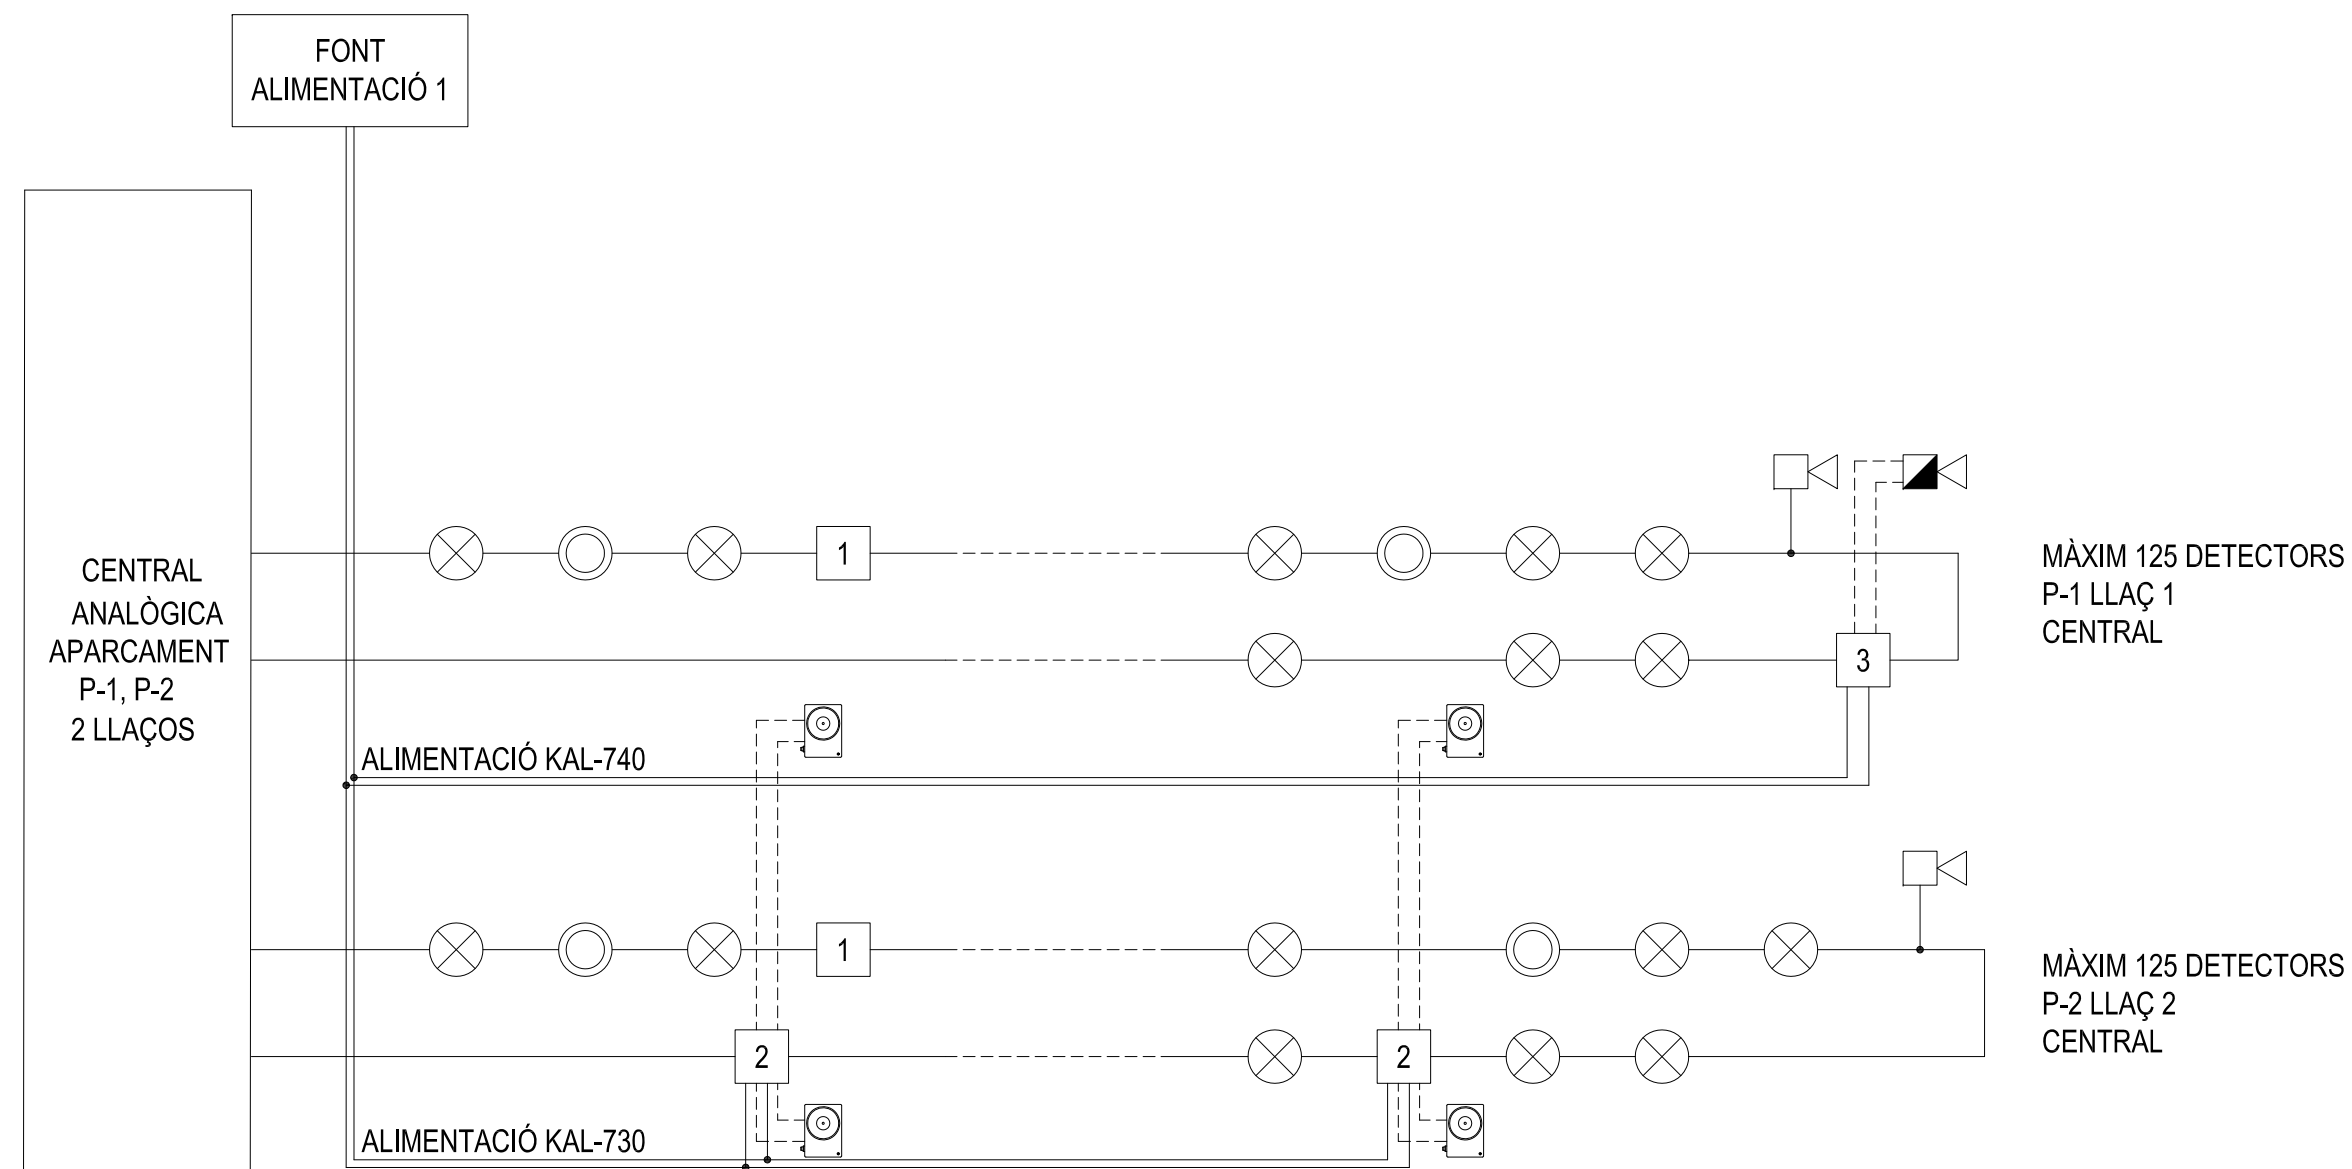 FONT
ALIMENTACIÓ 1
CENTRAL
ANALÒGICA
APARCAMENT
P-1, P-2
2 LLAÇOS
1
3
MÀXIM 125 DETECTORS
P-1 LLAÇ 1
CENTRAL
ALIMENTACIÓ KAL-740
1
2
2
MÀXIM 125 DETECTORS
P-2 LLAÇ 2
CENTRAL
ALIMENTACIÓ KAL-730